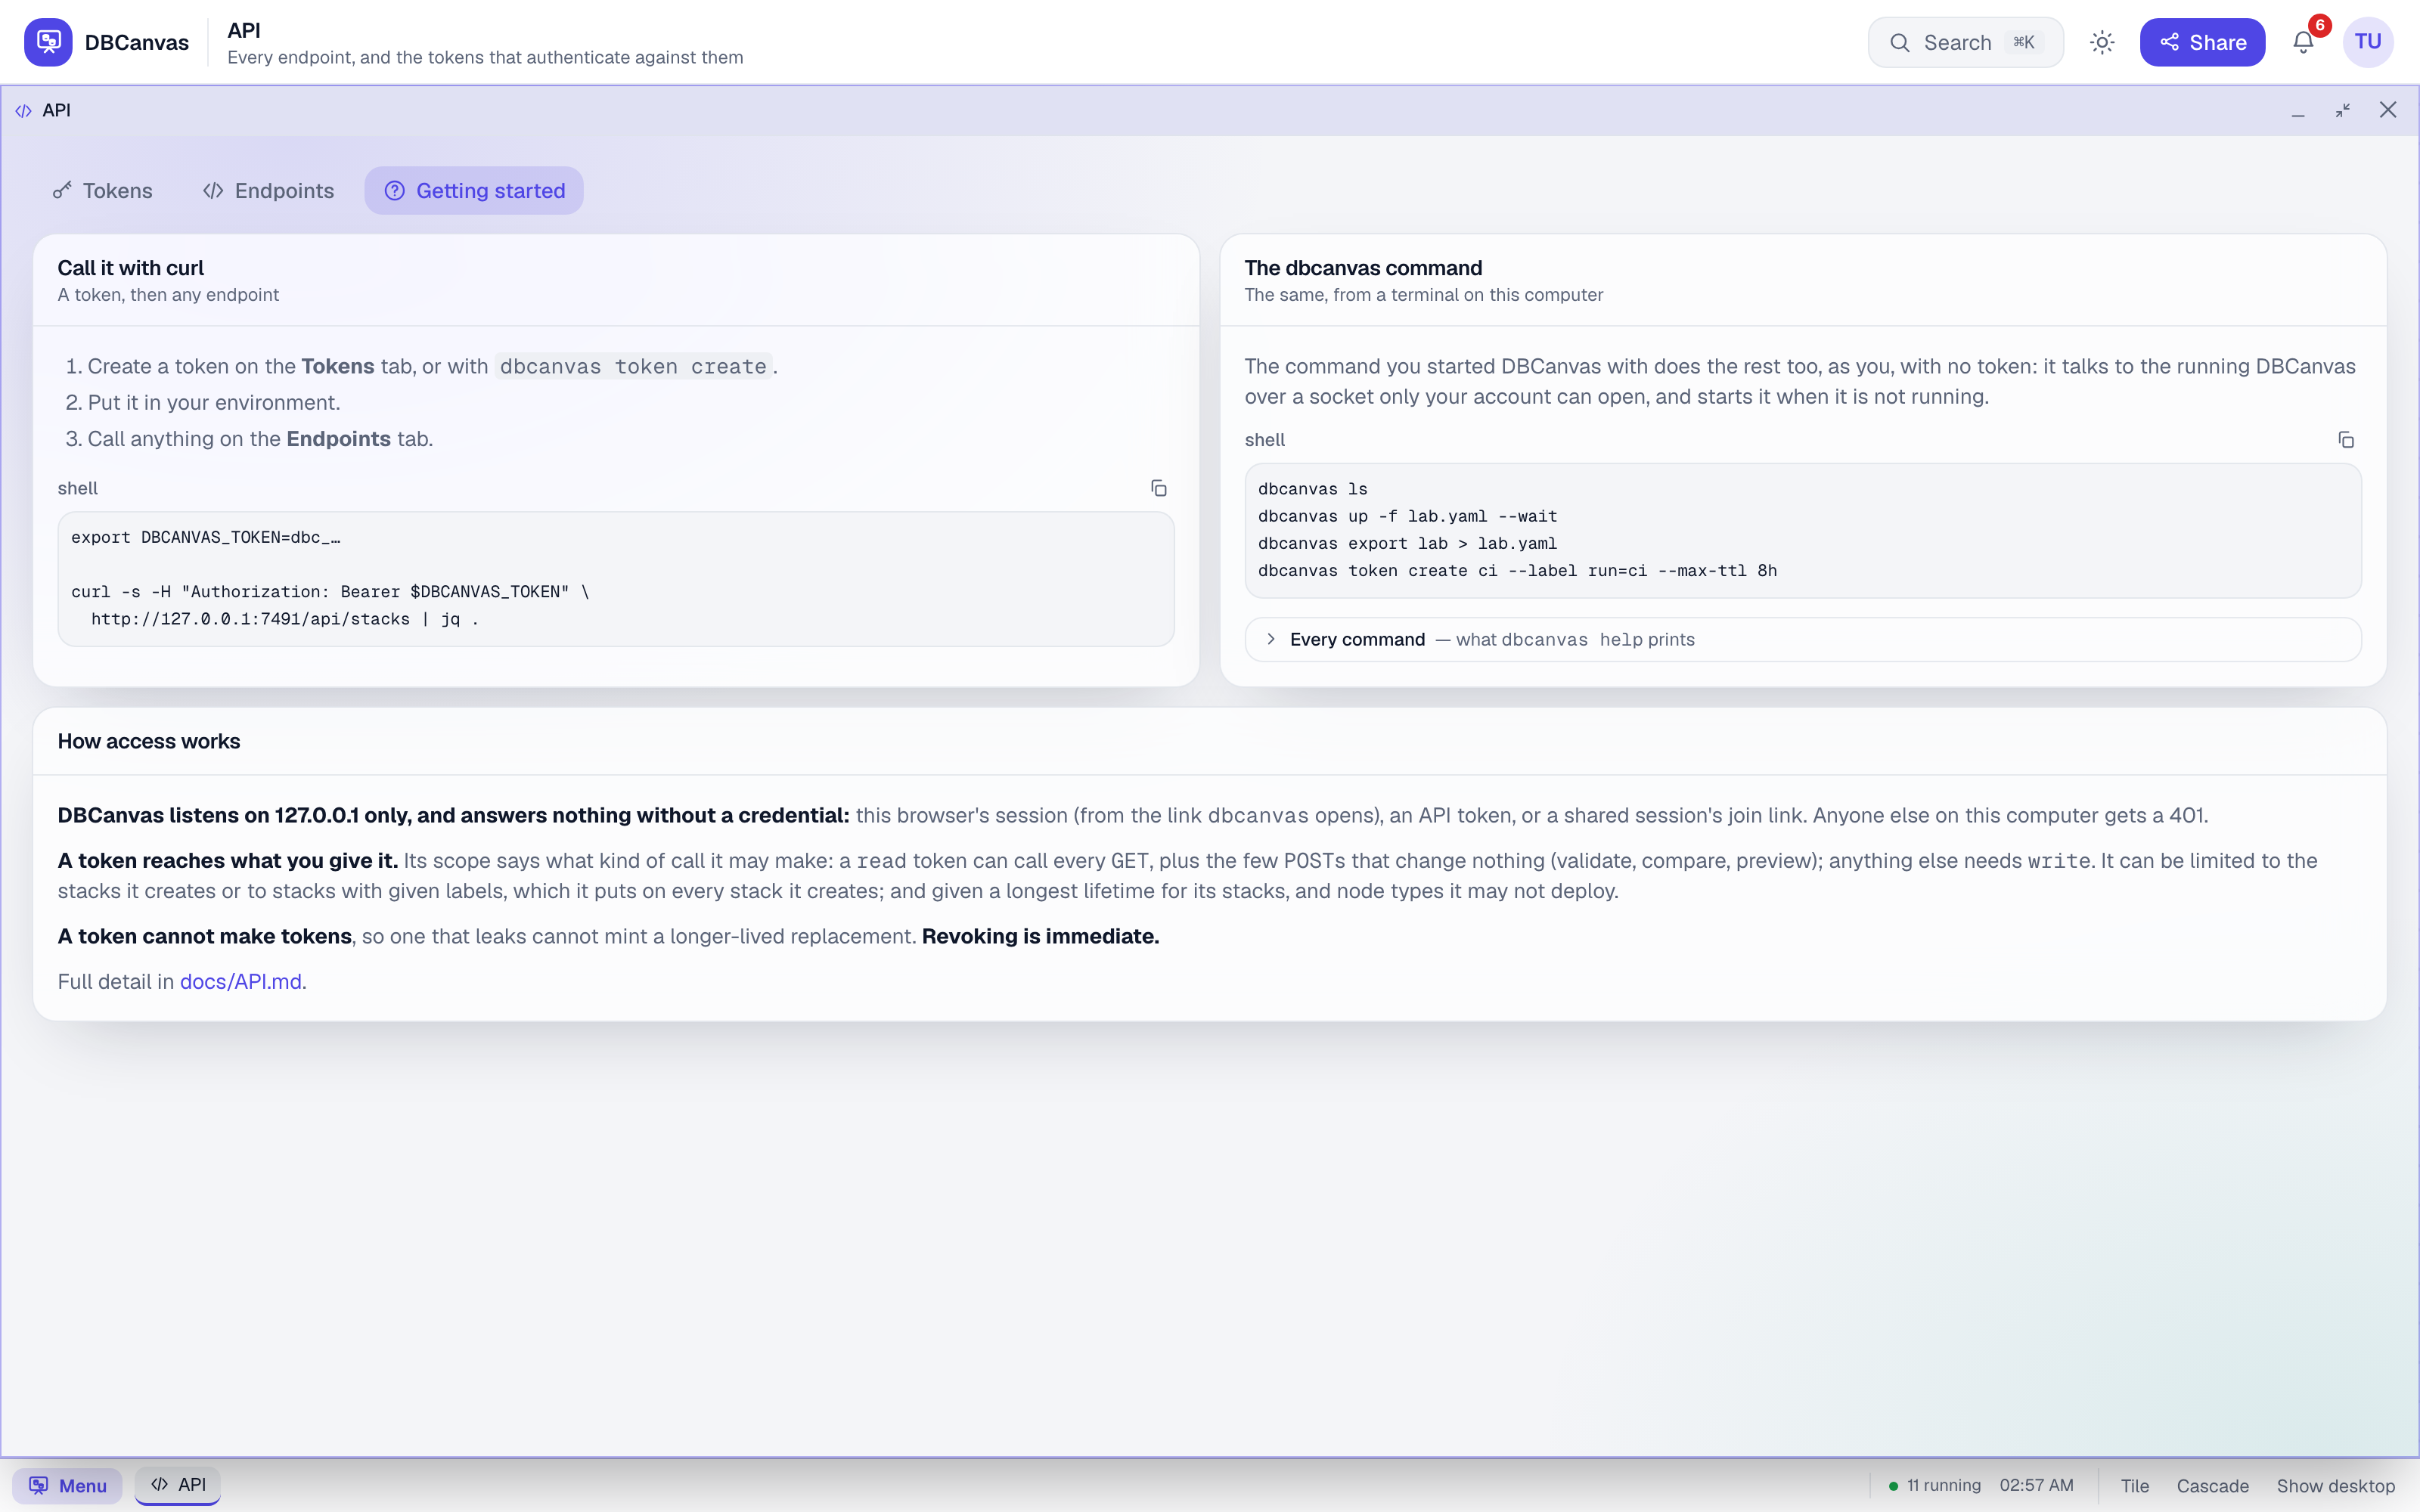 DBCanvas
API
Every endpoint, and the tokens that authenticate against them
Search ⌘K
Share
6
TU
API
Tokens
Endpoints
Getting started
Call it with curl
A token, then any endpoint
1. Create a token on the Tokens tab, or with dbcanvas token create.
2. Put it in your environment.
3. Call anything on the Endpoints tab.
shell
export DBCANVAS_TOKEN=dbc_…
curl -s -H "Authorization: Bearer $DBCANVAS_TOKEN" \
http://127.0.0.1:7491/api/stacks | jq .
The dbcanvas command
The same, from a terminal on this computer
The command you started DBCanvas with does the rest too, as you, with no token: it talks to the running DBCanvas
over a socket only your account can open, and starts it when it is not running.
shell
dbcanvas ls
dbcanvas up -f lab.yaml --wait
dbcanvas export lab > lab.yaml
dbcanvas token create ci --label run=ci --max-ttl 8h
Every command — what dbcanvas help prints
How access works
DBCanvas listens on 127.0.0.1 only, and answers nothing without a credential: this browser's session (from the link dbcanvas opens), an API token, or a shared session's join link. Anyone else on this computer gets a 401.
A token reaches what you give it. Its scope says what kind of call it may make: a read token can call every GET, plus the few POSTs that change nothing (validate, compare, preview); anything else needs write. It can be limited to the
stacks it creates or to stacks with given labels, which it puts on every stack it creates; and given a longest lifetime for its stacks, and node types it may not deploy.
A token cannot make tokens, so one that leaks cannot mint a longer-lived replacement. Revoking is immediate.
Full detail in docs/API.md.
Menu
API
11 running
02:57 AM
Tile
Cascade
Show desktop